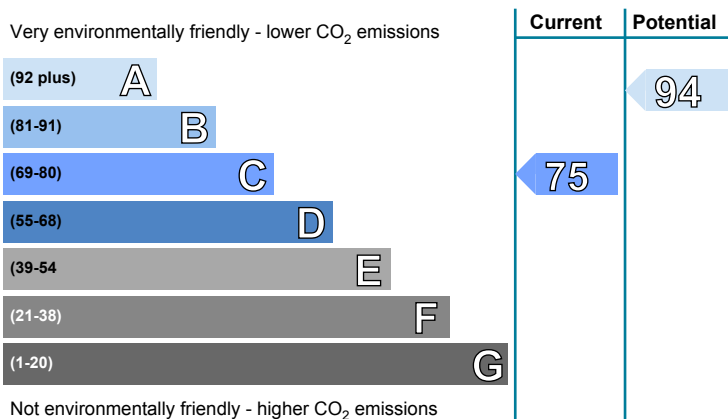 Very environmentally friendly - lower CO2 emissions
Current
Potential
(92 plus) A
94
(81-91) B
(69-80) C
75
(55-68) D
(39-54 E
(21-38) F
(1-20) G
Not environmentally friendly - higher CO2 emissions